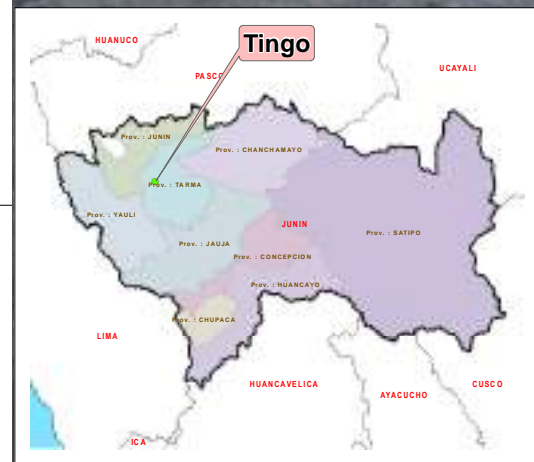 HUANUCO
Tingo
PASCO
UCAYALI
Prov. : JUNIN
Prov. : CHANCHAMAYO
Prov. : TARMA
Prov. : YAULI
JUNIN
Prov. : SATIPO
Prov. : JAUJA
Prov. : CONCEPCION
Prov. : HUANCAYO
Prov. : CHUPACA
LIMA
HUANCAVELICA
AYACUCHO
CUSCO
ICA